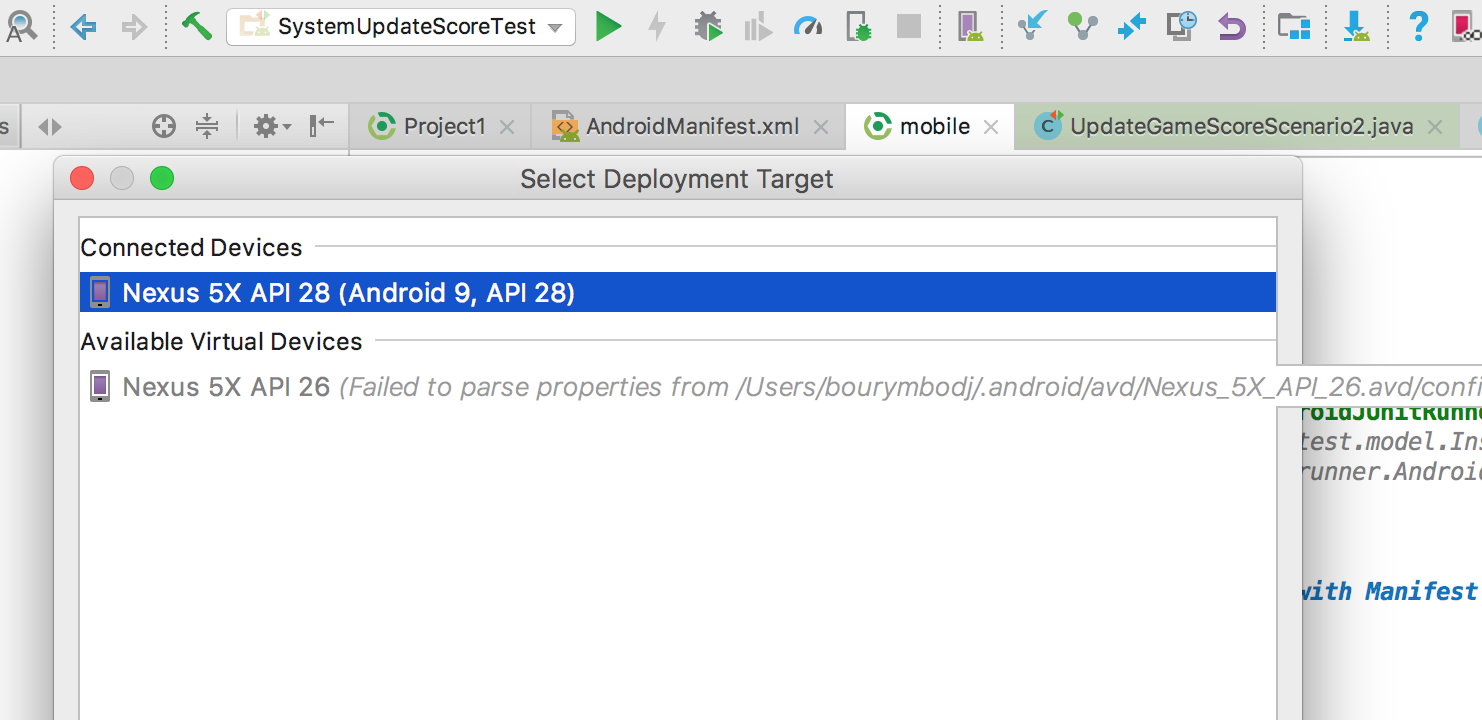 SystemUpdateScoreTest
s
Project1
AndroidManifest.xml
mobile
UpdateGameScoreScenario2.java
Select Deployment Target
Connected Devices
Nexus 5X API 28 (Android 9, API 28)
Available Virtual Devices
Nexus 5X API 26 (Failed to parse properties from /Users/bourymbodj/.android/avd/Nexus_5X_API_26.avd/confi
roidJUnitRunne
test.model.Ins
runner.Android
with Manifest